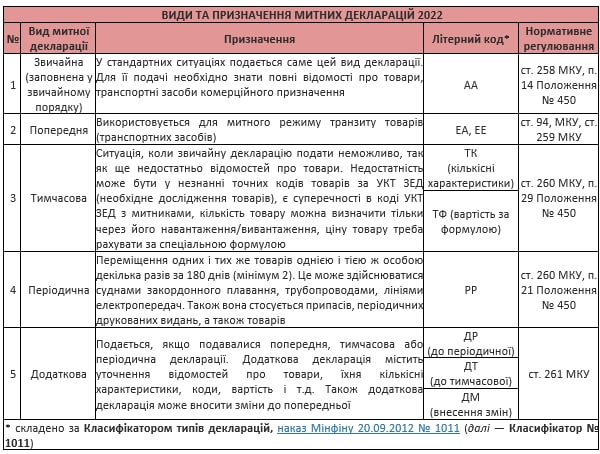 ВИДИ ТА ПРИЗНАЧЕННЯ МИТНИХ ДЕКЛАРАЦІЙ 2022
№ Вид митної декларації Призначення Літерний код* Нормативне регулювання
1
Звичайна
(заповнена у
звичайному
порядку)
У стандартних ситуаціях подається саме цей вид декларації.
Для її подачі необхідно знати повні відомості про товари,
транспортні засоби комерційного призначення
АА
ст. 258 МКУ, п.
14 Положення
№ 450
2
Попередня
Використовується для митного режиму транзиту товарів
(транспортних засобів)
ЕА, ЕЕ
ст. 94, МКУ, ст.
259 МКУ
3
Тимчасова
Ситуація, коли звичайну декларацію подати неможливо, так
як ще недостатньо відомостей про товари. Недостатність
може бути у незнанні точних кодів товарів за УКТ ЗЕД
(необхідне дослідження товарів), є суперечності в коді УКТ
ЗЕД з митниками, кількість товару можна визначити тільки
через його навантаження/вивантаження, ціну товару треба
рахувати за спеціальною формулою
ТК
(кількісні
характеристики)
ТФ (вартість за
формулою)
ст. 260 МКУ, п.
29 Положення
№ 450
4
Періодична
Переміщення одних і тих же товарів однією і тією ж особою
декілька разів за 180 днів (мінімум 2). Це може здійснюватися
суднами закордонного плавання, трубопроводами, лініями
електропередач. Також вона стосується припасів, періодичних
друкованих видань, а також товарів
РР
ст. 260 МКУ, п.
21 Положення
№ 450
5
Додаткова
Подається, якщо подавалися попередня, тимчасова або
періодична декларації. Додаткова декларація містить
уточнення відомостей про товари, їхня кількісні
характеристики, коди, вартість і т.д. Також додаткова
декларація може вносити зміни до попередньої
ДР
(до періодичної)
ДТ
(до тимчасової)
ДМ
(внесення змін)
ст. 261 МКУ
* складено за Класифікатором типів декларацій, наказ Мінфіну 20.09.2012 № 1011 (далі — Класифікатор №
1011)